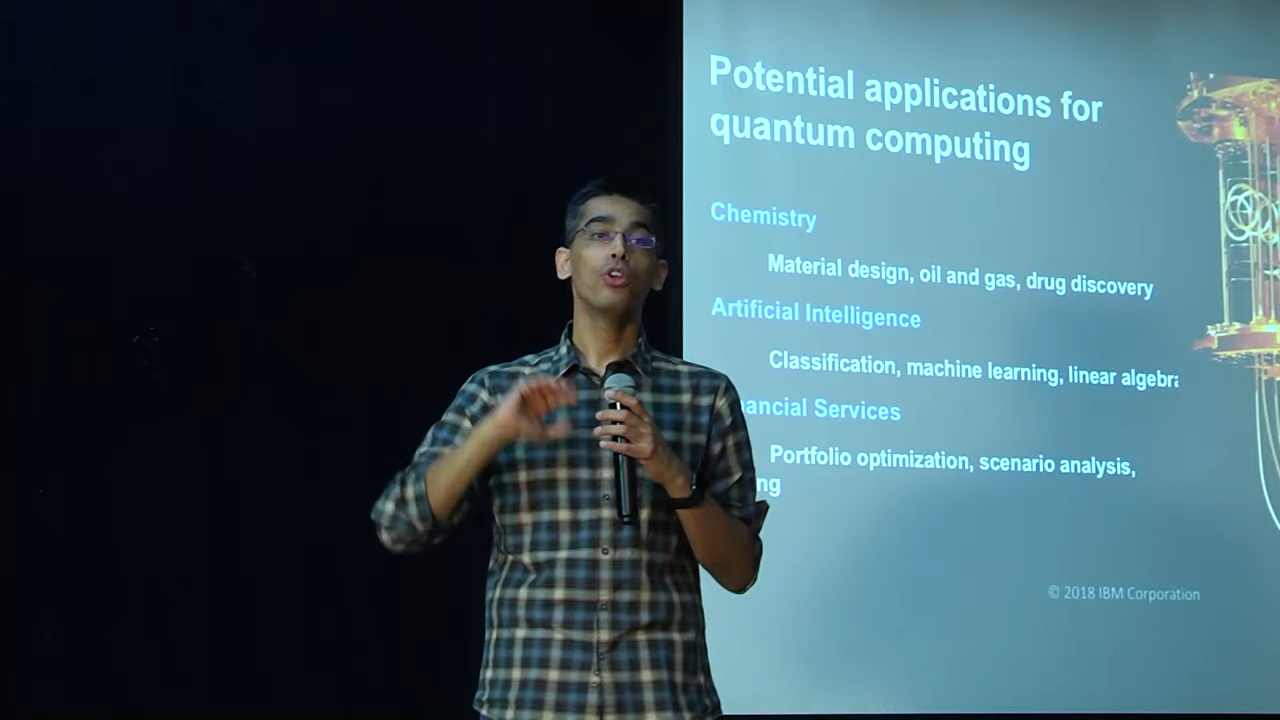 Potential applications for
quantum computing
Chemistry
Material design, oil and gas, drug discovery
Artificial Intelligence
Classification, machine learning, linear algebra
ancial Services
Portfolio optimization, scenario analysis,
ng
© 2018 IBM Corporation